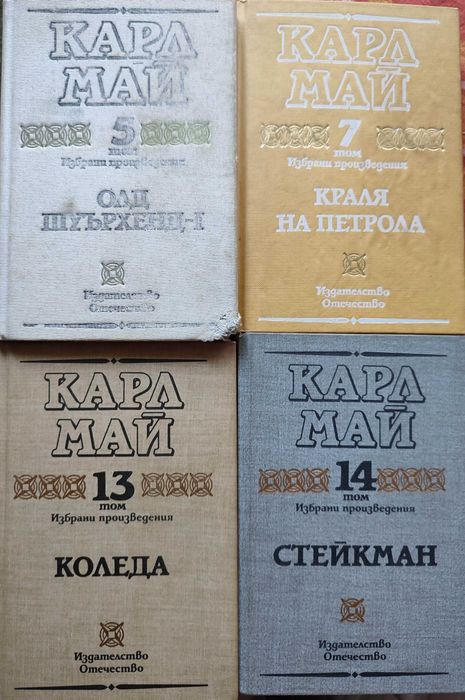 КАРЛ
МАЙ
5
том
Избрани произведения
ОЛД
ШУЪРХЕНД-I
Издателство
Отечество
КАРЛ
МАЙ
7
том
Избрани произведения
КРАЛЯ
НА ПЕТРОЛА
Издателство
Отечество
КАРЛ
МАЙ
13
том
Избрани произведения
КОЛЕДА
Издателство
Отечество
КАРЛ
МАЙ
14
том
Избрани произведения
СТЕЙКМАН
Издателство
Отечество